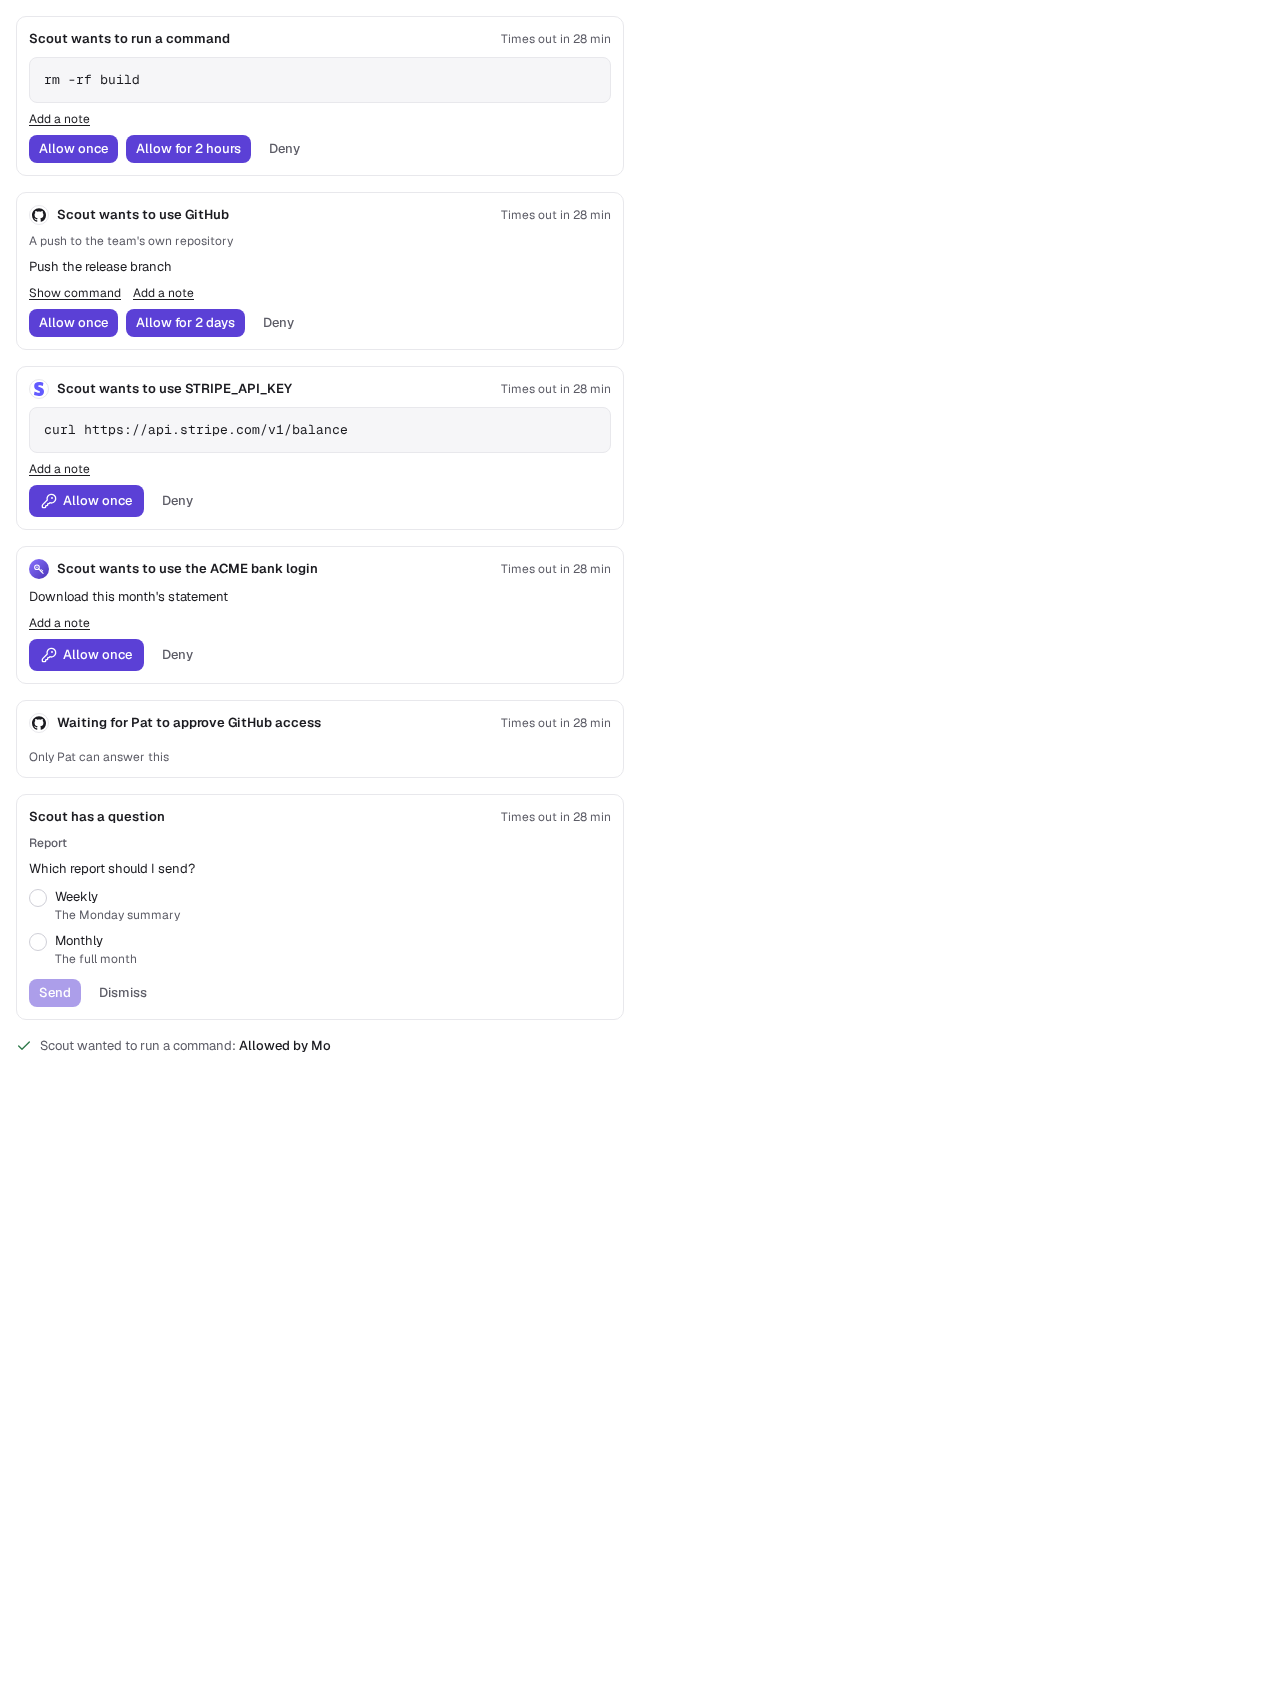 Scout wants to run a command Times out in 28 min
rm -rf build
Add a note
Allow once Allow for 2 hours Deny
Scout wants to use GitHub Times out in 28 min
A push to the team's own repository
Push the release branch
Show command Add a note
Allow once Allow for 2 days Deny
Scout wants to use STRIPE_API_KEY Times out in 28 min
curl https://api.stripe.com/v1/balance
Add a note
Allow once Deny
Scout wants to use the ACME bank login Times out in 28 min
Download this month's statement
Add a note
Allow once Deny
Waiting for Pat to approve GitHub access Times out in 28 min
Only Pat can answer this
Scout has a question Times out in 28 min
Report
Which report should I send?
Weekly
The Monday summary
Monthly
The full month
Send Dismiss
Scout wanted to run a command: Allowed by Mo